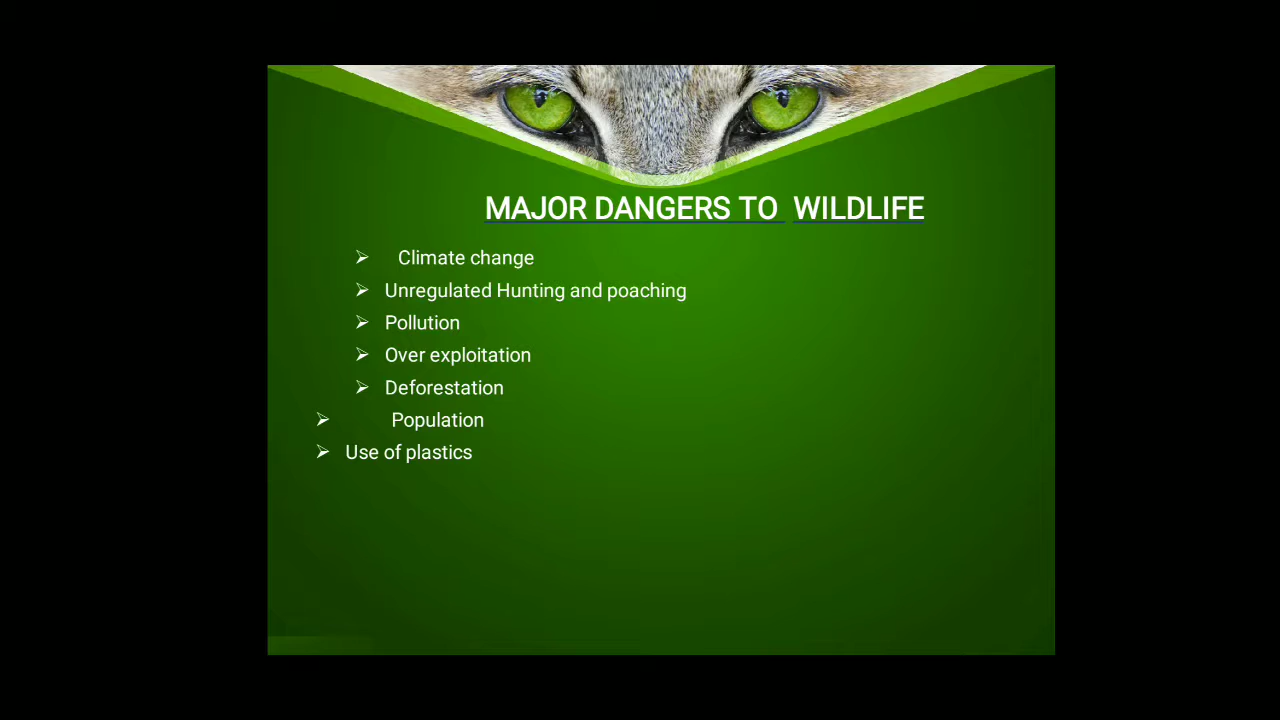 MAJOR DANGERS TO  WILDLIFE
➢ Climate change
➢ Unregulated Hunting and poaching
➢ Pollution
➢ Over exploitation
➢ Deforestation
➢ Population
➢ Use of plastics